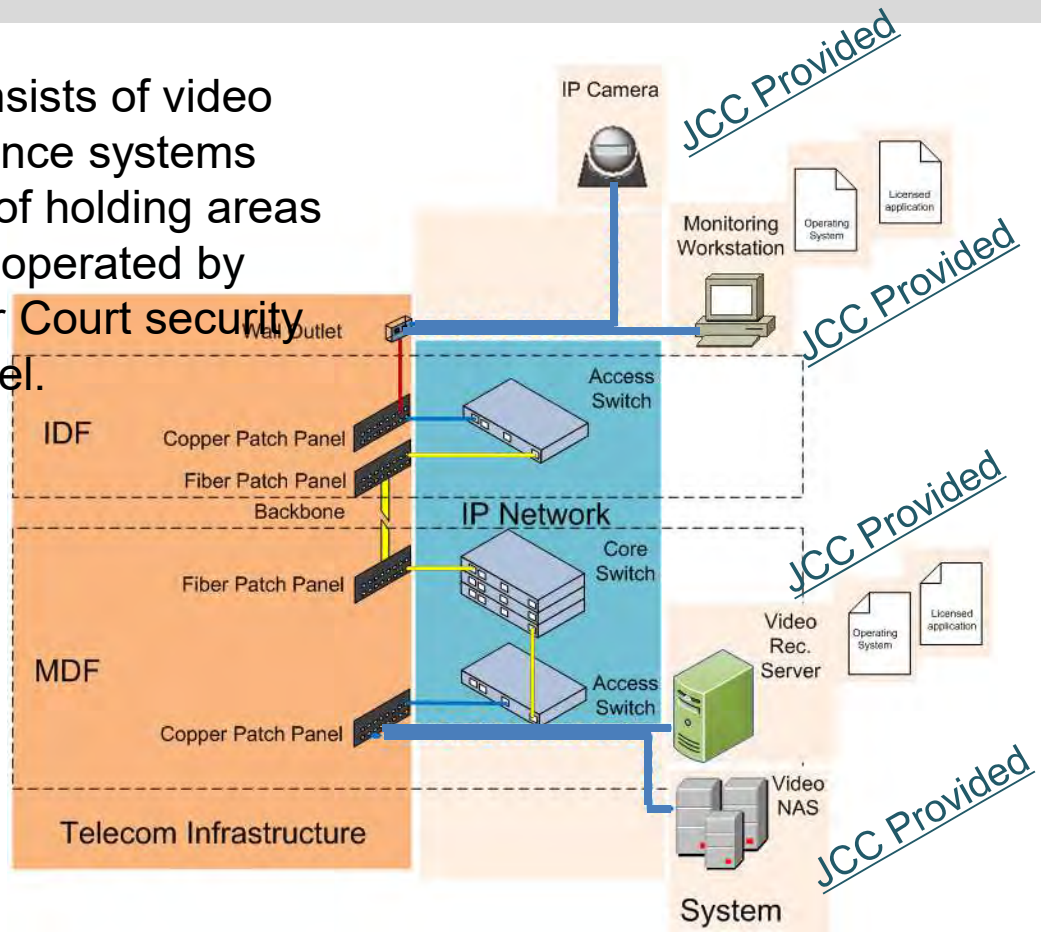 nsists of video
nce systems
of holding areas
operated by
r Court security
el.
IP Camera
JCC Provided
Monitoring
Workstation
Operating
System
Licensed
application
JCC Provided
Wall Outlet
IDF
Copper Patch Panel
Fiber Patch Panel
Access
Switch
Backbone
IP Network
JCC Provided
MDF
Fiber Patch Panel
Core
Switch
Video
Rec.
Server
Operating
System
Licensed
application
Access
Switch
Copper Patch Panel
Video
NAS
JCC Provided
Telecom Infrastructure
System